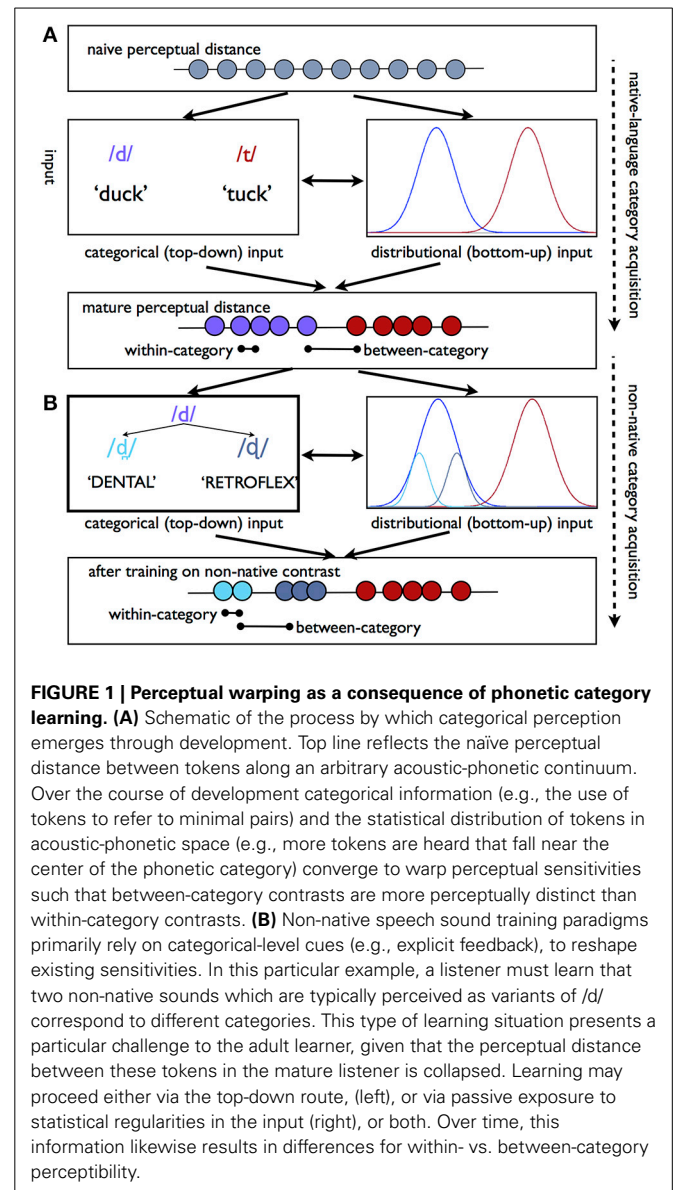 A
naive perceptual distance
native-language category acquisition
input
/d/
/t/
'duck'
'tuck'
categorical (top-down) input
distributional (bottom-up) input
mature perceptual distance
within-category
between-category
B
non-native category acquisition
/d/
/d̪/
/ɖ/
'DENTAL'
'RETROFLEX'
categorical (top-down) input
distributional (bottom-up) input
after training on non-native contrast
within-category
between-category
FIGURE 1 | Perceptual warping as a consequence of phonetic category
learning. (A) Schematic of the process by which categorical perception
emerges through development. Top line reflects the naïve perceptual
distance between tokens along an arbitrary acoustic-phonetic continuum.
Over the course of development categorical information (e.g., the use of
tokens to refer to minimal pairs) and the statistical distribution of tokens in
acoustic-phonetic space (e.g., more tokens are heard that fall near the
center of the phonetic category) converge to warp perceptual sensitivities
such that between-category contrasts are more perceptually distinct than
within-category contrasts. (B) Non-native speech sound training paradigms
primarily rely on categorical-level cues (e.g., explicit feedback), to reshape
existing sensitivities. In this particular example, a listener must learn that
two non-native sounds which are typically perceived as variants of /d/
correspond to different categories. This type of learning situation presents a
particular challenge to the adult learner, given that the perceptual distance
between these tokens in the mature listener is collapsed. Learning may
proceed either via the top-down route, (left), or via passive exposure to
statistical regularities in the input (right), or both. Over time, this
information likewise results in differences for within- vs. between-category
perceptibility.